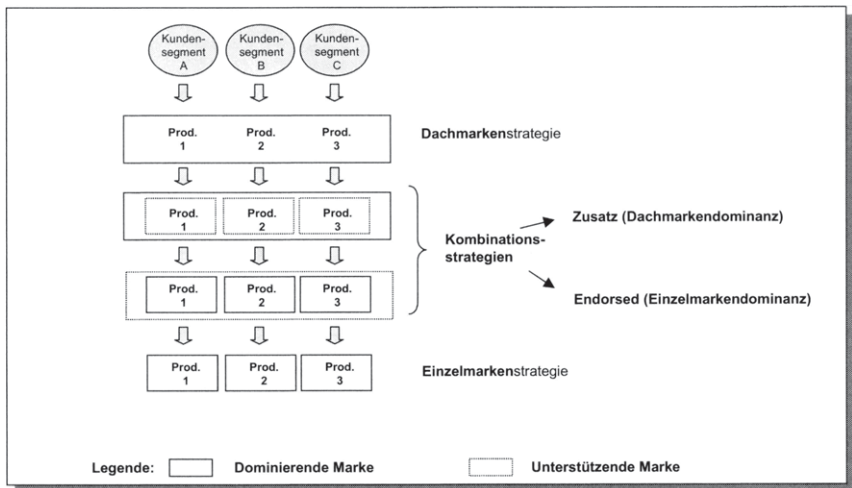 Kunden-
segment
A
Kunden-
segment
B
Kunden-
segment
C
Prod.
1
Prod.
2
Prod.
3
Dachmarkenstrategie
Prod.
1
Prod.
2
Prod.
3
Kombinations-
strategien
Zusatz (Dachmarkendominanz)
Endorsed (Einzelmarkendominanz)
Prod.
1
Prod.
2
Prod.
3
Prod.
1
Prod.
2
Prod.
3
Einzelmarkenstrategie
Legende: Dominierende Marke Unterstützende Marke